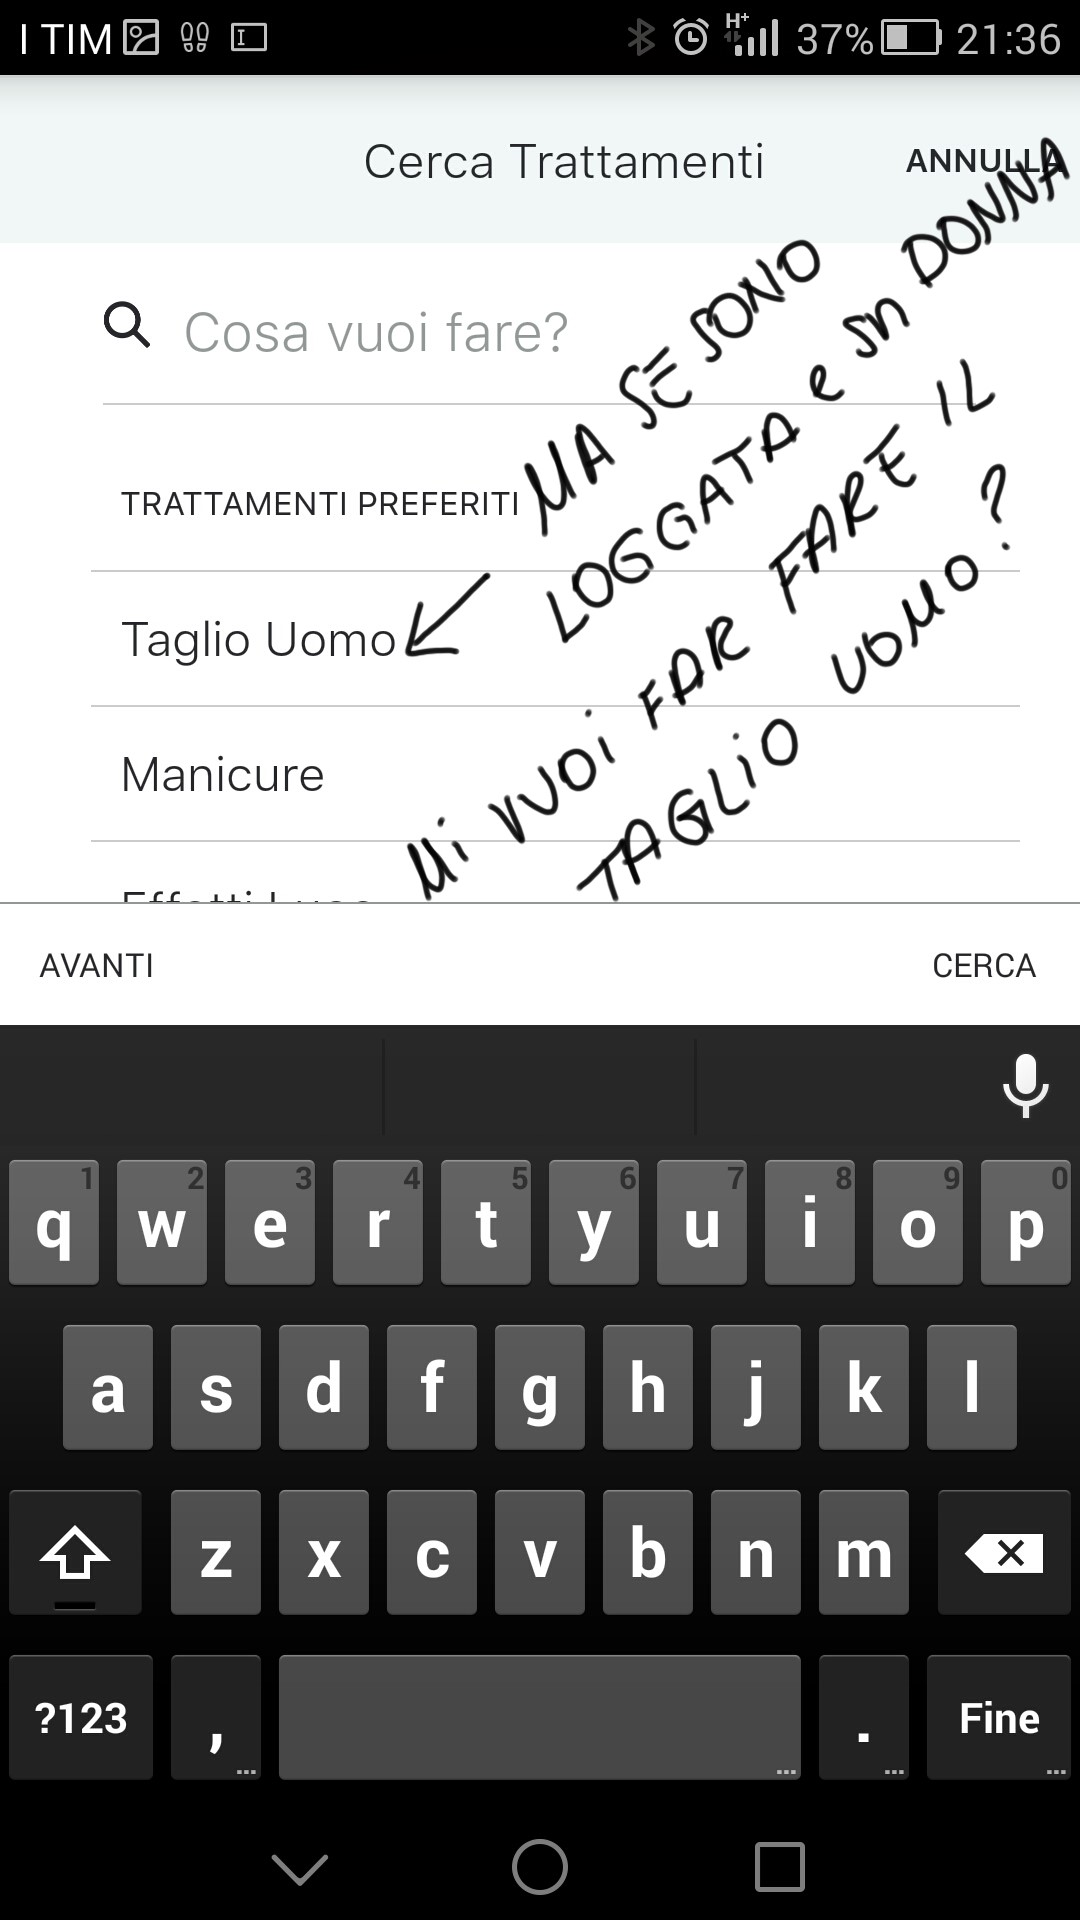 I TIM H+ 37% 21:36
Cerca Trattamenti ANNULLA
Cosa vuoi fare?
MA SE SONO
LOGGATA e sn DONNA
Mi VUOi FAR FARE IL
TAGLiO UOMO?
TRATTAMENTI PREFERITI
Taglio Uomo
Manicure
Effetti Luce
AVANTI CERCA
1 2 3 4 5 6 7 8 9 0
q w e r t y u i o p
a s d f g h j k l
z x c v b n m
?123 , . Fine